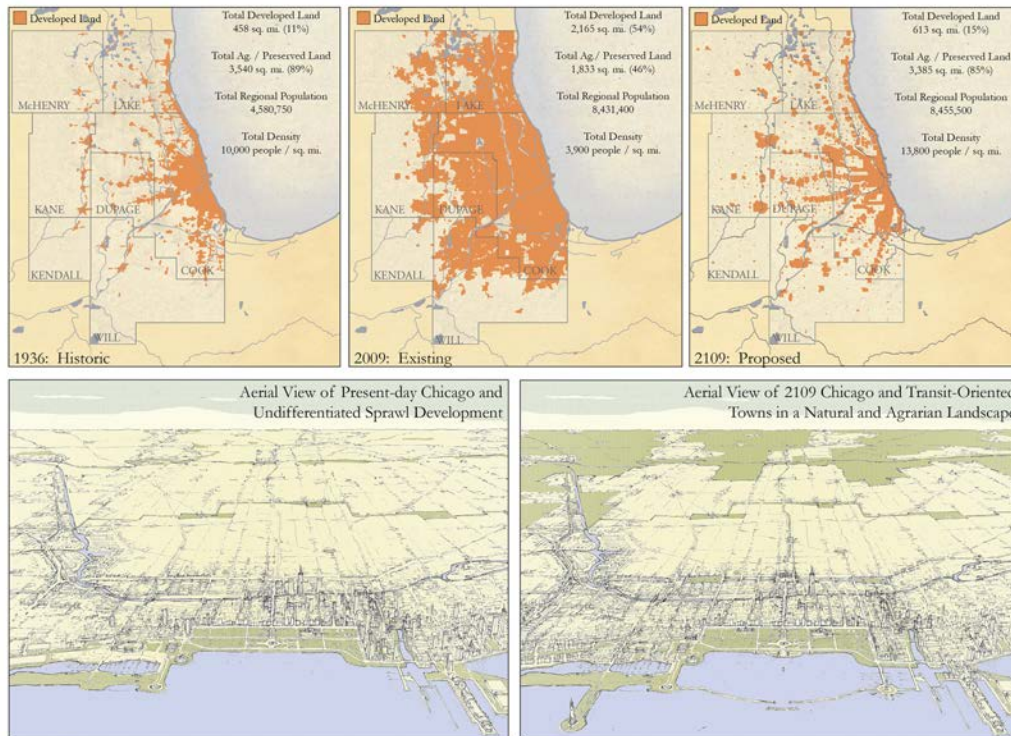 Developed Land
Total Developed Land
458 sq. mi. (11%)
Total Ag. / Preserved Land
3,540 sq. mi. (89%)
Total Regional Population
4,580,750
Total Density
10,000 people / sq. mi.
McHENRY
LAKE
KANE
DUPAGE
KENDALL
COOK
WILL
1936: Historic
Developed Land
Total Developed Land
2,165 sq. mi. (54%)
Total Ag. / Preserved Land
1,833 sq. mi. (46%)
Total Regional Population
8,431,400
Total Density
3,900 people / sq. mi.
McHENRY
LAKE
KANE
DUPAGE
KENDALL
COOK
WILL
2009: Existing
Developed Land
Total Developed Land
613 sq. mi. (15%)
Total Ag. / Preserved Land
3,385 sq. mi. (85%)
Total Regional Population
8,455,500
Total Density
13,800 people / sq. mi.
McHENRY
LAKE
KANE
DUPAGE
KENDALL
COOK
WILL
2109: Proposed
Aerial View of Present-day Chicago and
Undifferentiated Sprawl Development
Aerial View of 2109 Chicago and Transit-Oriented
Towns in a Natural and Agrarian Landscape